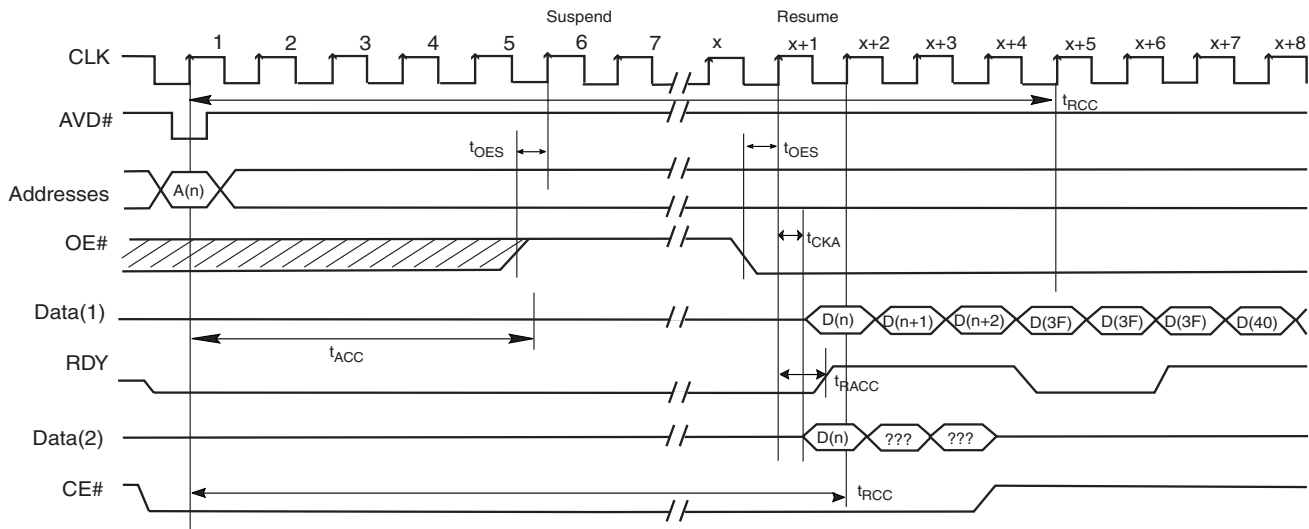 Suspend Resume
CLK 1 2 3 4 5 6 7 x x+1 x+2 x+3 x+4 x+5 x+6 x+7 x+8
tRCC
AVD#
tOES tOES
Addresses A(n)
OE# tCKA
Data(1) D(n) D(n+1) D(n+2) D(3F) D(3F) D(3F) D(40)
tACC
RDY tRACC
Data(2) D(n) ??? ???
CE# tRCC